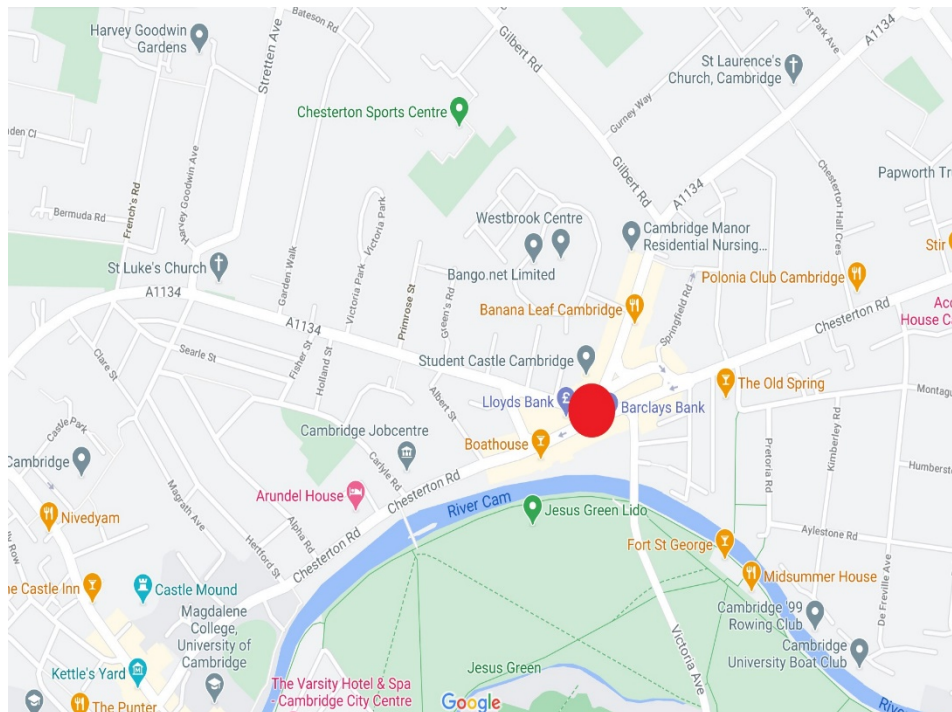 Harvey Goodwin
Gardens
Bateson Rd
Stretten Ave
Gilbert Rd
A1134
St Laurence's
Church, Cambridge
Chesterton Sports Centre
Gurney Way
Gilbert Rd
A1134
French's Rd
Harvey Goodwin Ave
Bermuda Rd
Victoria Park
Victoria Park
Chesterton Hall Cres
Papworth Tr
Westbrook Centre
Cambridge Manor
Residential Nursing...
Stir
St Luke's Church
Garden Walk
Primrose St
Green's Rd
Bango.net Limited
Springfield Rd
Polonia Club Cambridge
A1134
A1134
Banana Leaf Cambridge
Chesterton Rd
Acc
House Ca
Searle St
Fisher St
Holland St
Clare St
Student Castle Cambridge
Albert St
Lloyds Bank
£
Barclays Bank
The Old Spring
Montagu
Castle Park
Cambridge Jobcentre
Boathouse
Pretoria Rd
Kimberley Rd
Cambridge
Carlyle Rd
Chesterton Rd
Humberst
Magrath Ave
Arundel House
River Cam
Jesus Green Lido
Nivedyam
Alpha Rd
Hertford St
Aylestone Rd
Fort St George
Chesterton Rd
De Freville Ave
Midsummer House
Castle Inn
Castle Mound
Magdalene
College,
University of
Cambridge
Cambridge '99
Rowing Club
Victoria Ave
Cambridge
University Boat Club
Kettle's Yard
Jesus Green
The Varsity Hotel & Spa
- Cambridge City Centre
Google
The Punter
River